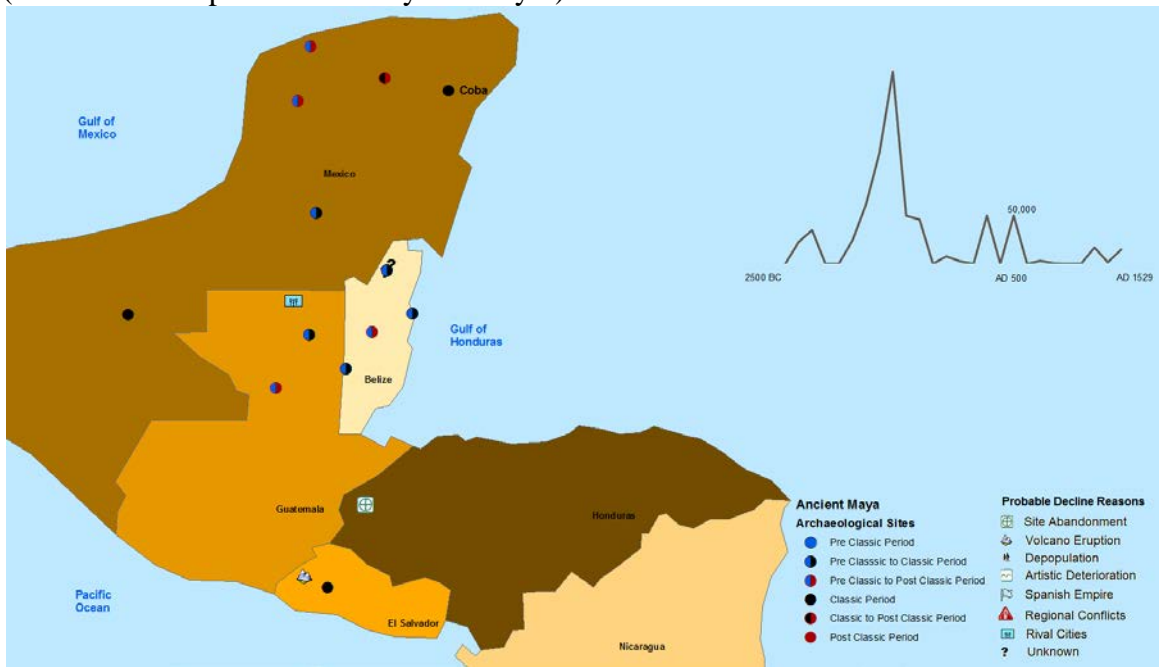 Coba
Gulf of
Mexico
Mexico
50,000
2500 BC
AD 500
AD 1529
Gulf of
Honduras
Belize
Guatemala
Honduras
Pacific
Ocean
El Salvador
Nicaragua
Ancient Maya
Archaeological Sites
Pre Classic Period
Pre Classsic to Classic Period
Pre Classic to Post Classic Period
Classic Period
Classic to Post Classic Period
Post Classic Period
Probable Decline Reasons
Site Abandonment
Volcano Eruption
Depopulation
Artistic Deterioration
Spanish Empire
Regional Conflicts
Rival Cities
? Unknown
?